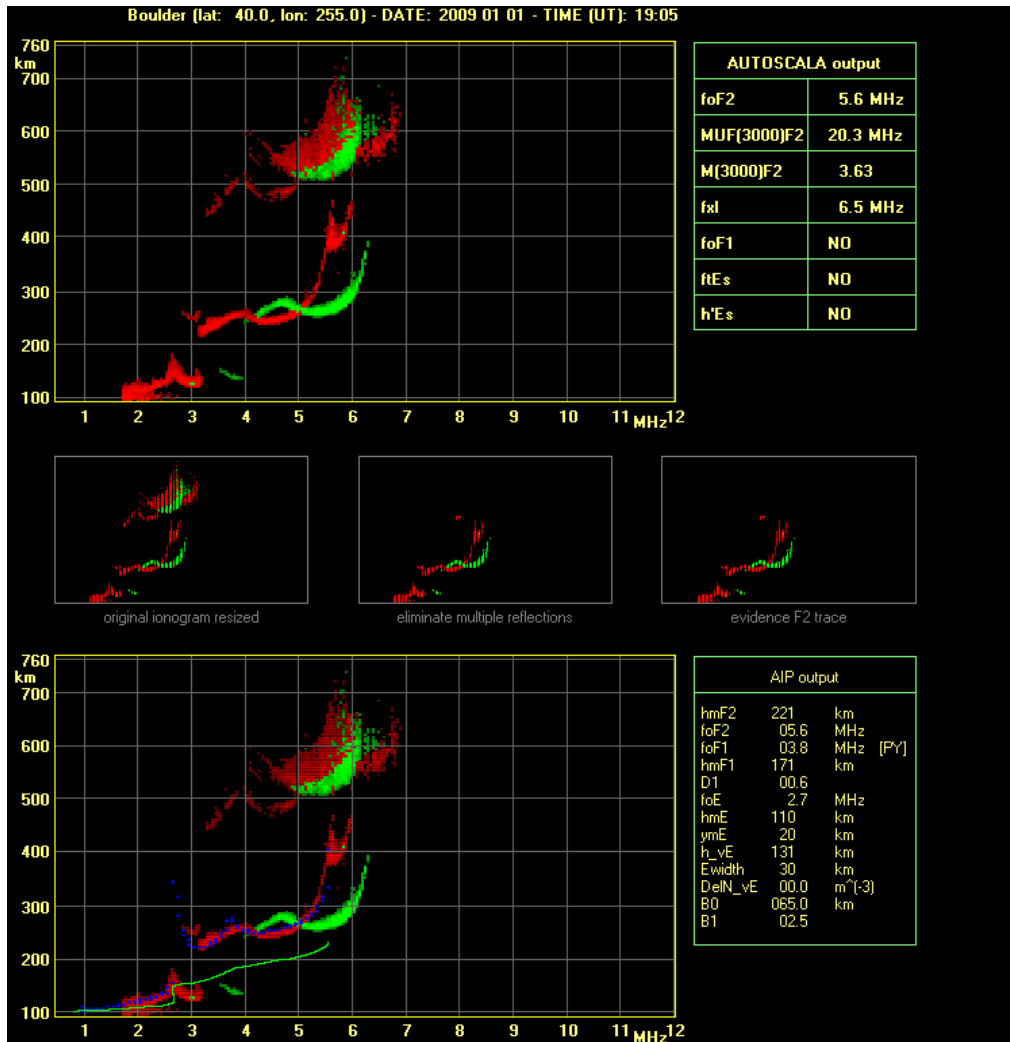 Boulder (lat: 40.0, lon: 255.0) - DATE: 2009 01 01 - TIME (UT): 19:05
760
km
700
600
500
400
300
200
100
1 2 3 4 5 6 7 8 9 10 11 MHz 12
AUTOSCALA output
foF2 5.6 MHz
MUF(3000)F2 20.3 MHz
M(3000)F2 3.63
fxI 6.5 MHz
foF1 NO
ftEs NO
h'Es NO
original ionogram resized
eliminate multiple reflections
evidence F2 trace
760
km
700
600
500
400
300
200
100
1 2 3 4 5 6 7 8 9 10 11 MHz 12
AIP output
hmF2 221 km
foF2 05.6 MHz
foF1 03.8 MHz [PY]
hmF1 171 km
D1 00.6
foE 2.7 MHz
hmE 110 km
ymE 20 km
h_vE 131 km
Ewidth 30 km
DelN_vE 00.0 m^(-3)
B0 065.0 km
B1 02.5